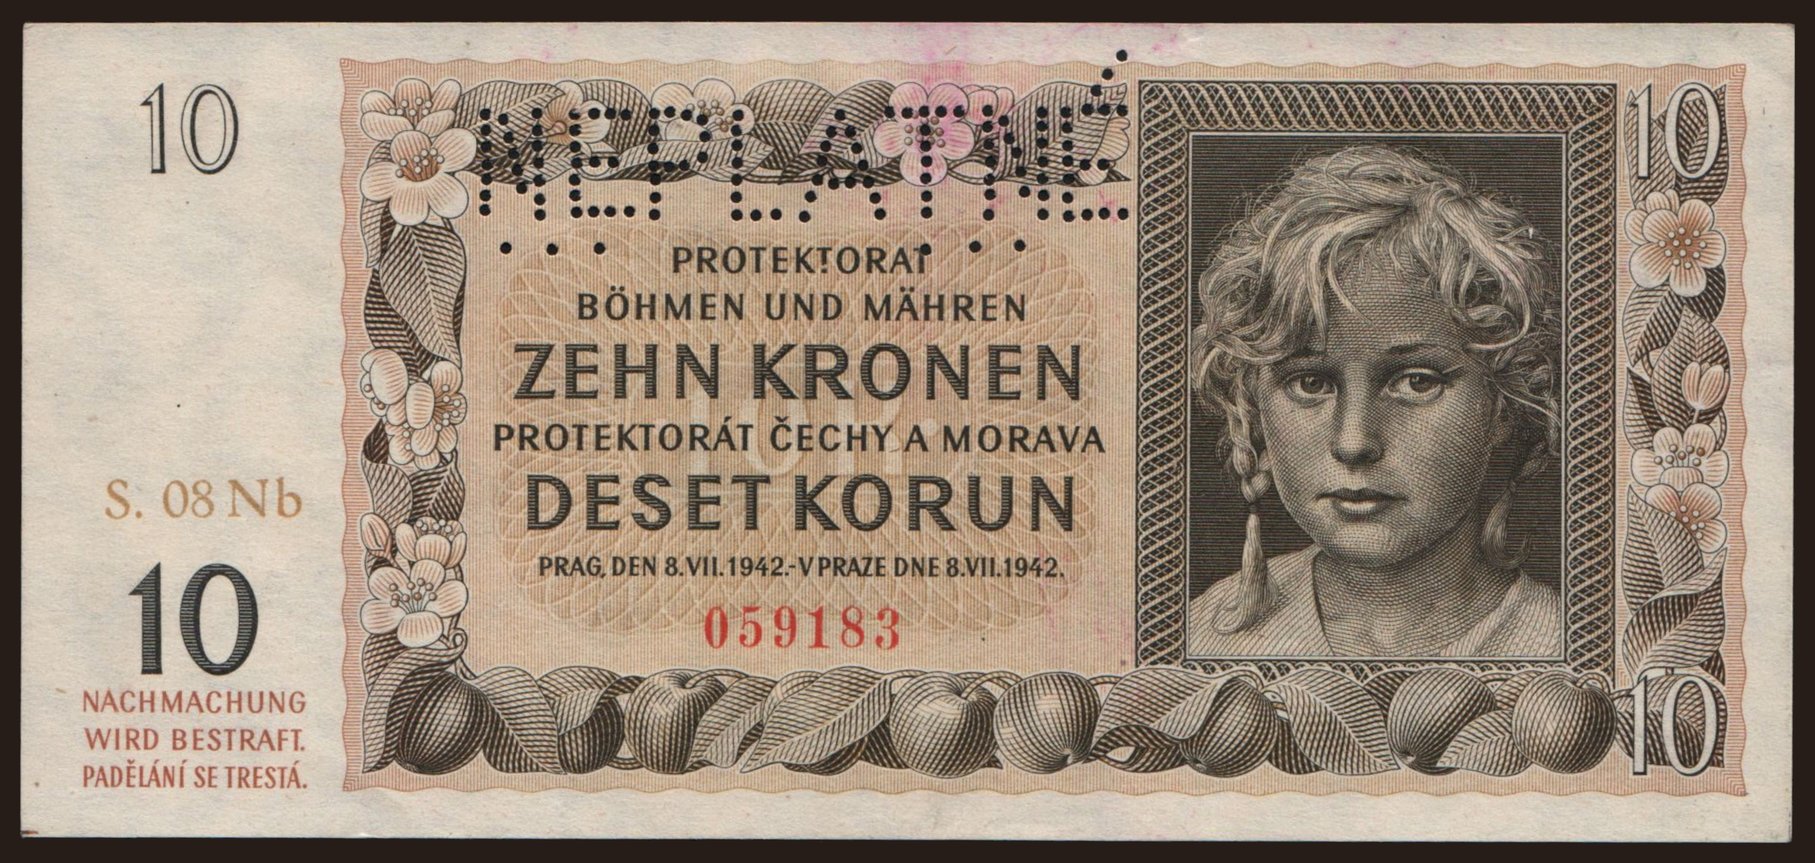 10
NEPLATNÉ
10
PROTEKTORAT
BÖHMEN UND MÄHREN
ZEHN KRONEN
PROTEKTORÁT ČECHY A MORAVA
DESET KORUN
PRAG, DEN 8.VII.1942.-V PRAZE DNE 8.VII.1942.
059183
S. 08 Nb
10
NACHMACHUNG
WIRD BESTRAFT.
PADĚLÁNÍ SE TRESTÁ.
10